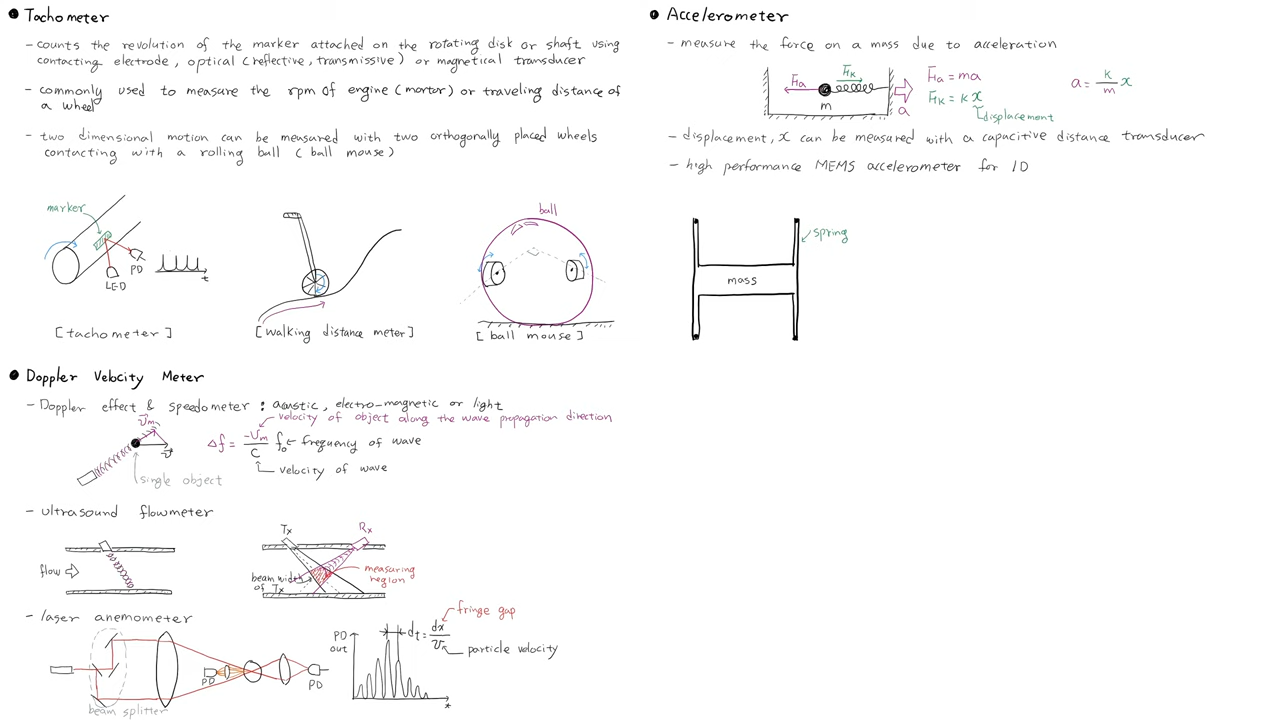 ● Tachometer
- counts the revolution of the marker attached on the rotating disk or shaft using
contacting electrode, optical (reflective, transmissive) or magnetical transducer
- commonly used to measure the rpm of engine (mortor) or traveling distance of
a wheel
- two dimensional motion can be measured with two orthogonally placed wheels
contacting with a rolling ball (ball mouse)
marker
LED
PD
t
[tachometer]
[walking distance meter]
ball
[ball mouse]
● Doppler Velocity Meter
- Doppler effect & speedometer : acustic, electro-magnetic or light
velocity of object along the wave propagation direction
Vm
v
single object
Δf = -Vm/C f₀ ← frequency of wave
velocity of wave
- ultrasound flowmeter
flow
Tx
Rx
beam width
of Tx
measuring
region
- laser anemometer
beam splitter
PD
PD
PD
out
dt = dx/v
fringe gap
particle velocity
● Accelerometer
- measure the force on a mass due to acceleration
Fa
Fk
m
a
Fa = ma
Fk = kx
displacement
a = k/m x
- displacement, x can be measured with a capacitive distance transducer
- high performance MEMS accelerometer for 1D
spring
mass